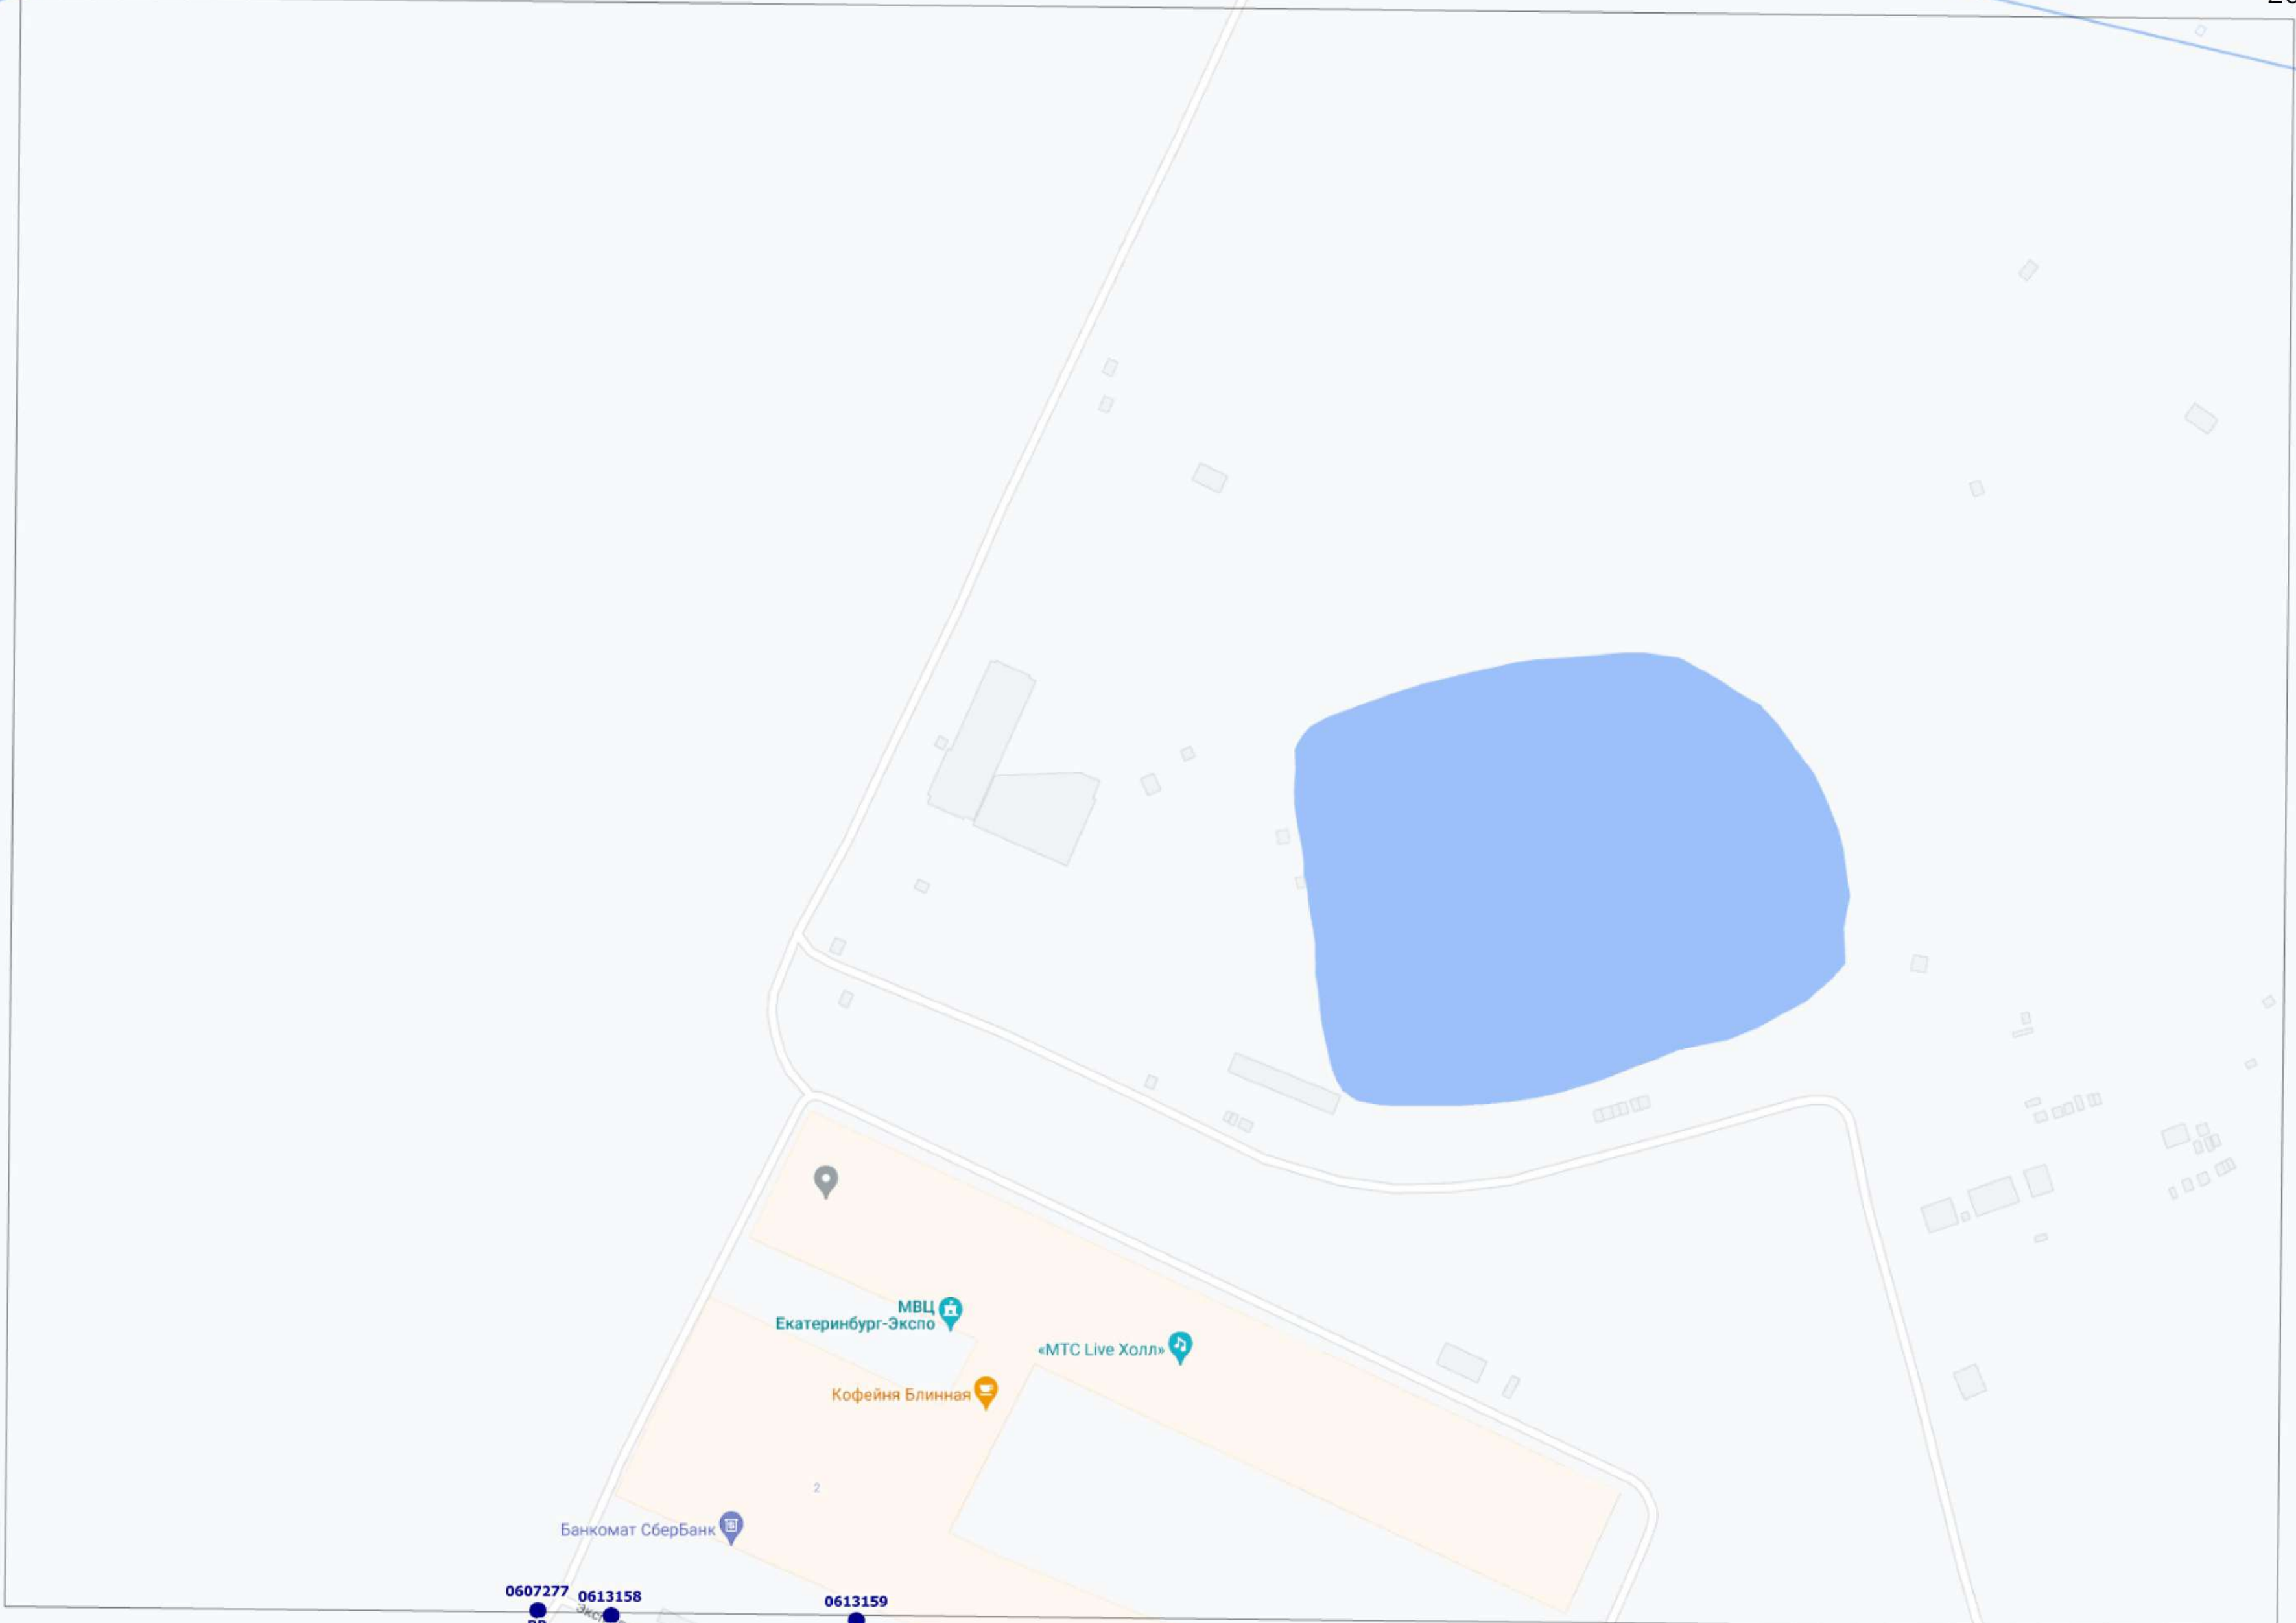 МВЦ
Екатеринбург-Экспо
«МТС Live Холл»
Кофейня Блинная
2
Банкомат СберБанк
0607277
0613158
0613159